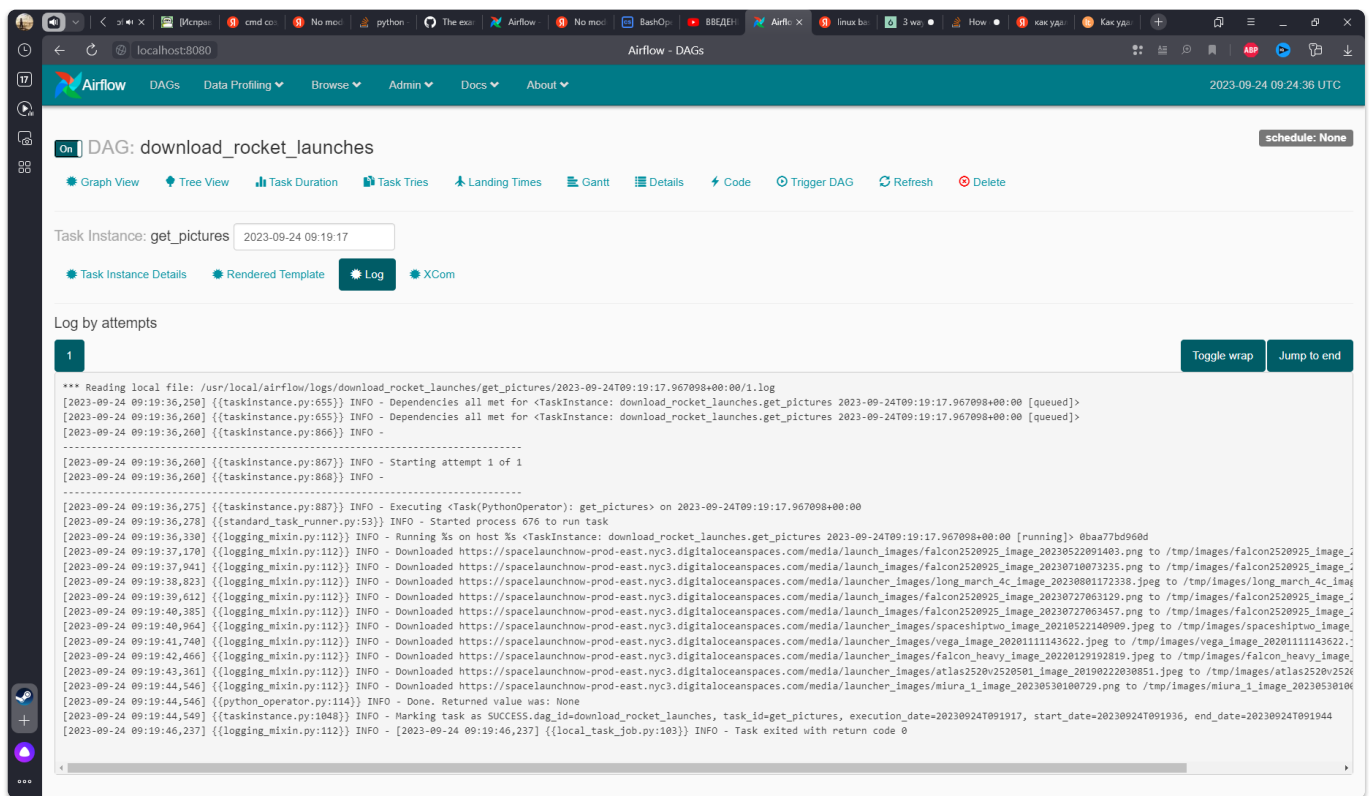 [Исправ
cmd co
No mod
python -
The exa
Airflow -
No mod
BashOp
ВВЕДЕН
Airflo
linux ba
3 way
How
как удал
Как уда
localhost:8080
Airflow - DAGs
ABP
17
Airflow
DAGs
Data Profiling
Browse
Admin
Docs
About
2023-09-24 09:24:36 UTC
schedule: None
On DAG: download_rocket_launches
Graph View Tree View Task Duration Task Tries Landing Times Gantt Details Code Trigger DAG Refresh Delete
Task Instance: get_pictures 2023-09-24 09:19:17
Task Instance Details Rendered Template Log XCom
Log by attempts
1
Toggle wrap Jump to end
*** Reading local file: /usr/local/airflow/logs/download_rocket_launches/get_pictures/2023-09-24T09:19:17.967098+00:00/1.log
[2023-09-24 09:19:36,250] {{taskinstance.py:655}} INFO - Dependencies all met for <TaskInstance: download_rocket_launches.get_pictures 2023-09-24T09:19:17.967098+00:00 [queued]>
[2023-09-24 09:19:36,260] {{taskinstance.py:655}} INFO - Dependencies all met for <TaskInstance: download_rocket_launches.get_pictures 2023-09-24T09:19:17.967098+00:00 [queued]>
[2023-09-24 09:19:36,260] {{taskinstance.py:866}} INFO -
--------------------------------------------------------------------------------
[2023-09-24 09:19:36,260] {{taskinstance.py:867}} INFO - Starting attempt 1 of 1
[2023-09-24 09:19:36,260] {{taskinstance.py:868}} INFO -
--------------------------------------------------------------------------------
[2023-09-24 09:19:36,275] {{taskinstance.py:887}} INFO - Executing <Task(PythonOperator): get_pictures> on 2023-09-24T09:19:17.967098+00:00
[2023-09-24 09:19:36,278] {{standard_task_runner.py:53}} INFO - Started process 676 to run task
[2023-09-24 09:19:36,330] {{logging_mixin.py:112}} INFO - Running %s on host %s <TaskInstance: download_rocket_launches.get_pictures 2023-09-24T09:19:17.967098+00:00 [running]> 0baa77bd960d
[2023-09-24 09:19:37,170] {{logging_mixin.py:112}} INFO - Downloaded https://spacelaunchnow-prod-east.nyc3.digitaloceanspaces.com/media/launch_images/falcon2520925_image_20230522091403.png to /tmp/images/falcon2520925_image_2
[2023-09-24 09:19:37,941] {{logging_mixin.py:112}} INFO - Downloaded https://spacelaunchnow-prod-east.nyc3.digitaloceanspaces.com/media/launch_images/falcon2520925_image_20230710073235.png to /tmp/images/falcon2520925_image_2
[2023-09-24 09:19:38,823] {{logging_mixin.py:112}} INFO - Downloaded https://spacelaunchnow-prod-east.nyc3.digitaloceanspaces.com/media/launcher_images/long_march_4c_image_20230801172338.jpeg to /tmp/images/long_march_4c_imag
[2023-09-24 09:19:39,612] {{logging_mixin.py:112}} INFO - Downloaded https://spacelaunchnow-prod-east.nyc3.digitaloceanspaces.com/media/launch_images/falcon2520925_image_20230727063129.png to /tmp/images/falcon2520925_image_2
[2023-09-24 09:19:40,385] {{logging_mixin.py:112}} INFO - Downloaded https://spacelaunchnow-prod-east.nyc3.digitaloceanspaces.com/media/launch_images/falcon2520925_image_20230727063457.png to /tmp/images/falcon2520925_image_2
[2023-09-24 09:19:40,964] {{logging_mixin.py:112}} INFO - Downloaded https://spacelaunchnow-prod-east.nyc3.digitaloceanspaces.com/media/launcher_images/spaceshiptwo_image_20210522140909.jpeg to /tmp/images/spaceshiptwo_image_
[2023-09-24 09:19:41,740] {{logging_mixin.py:112}} INFO - Downloaded https://spacelaunchnow-prod-east.nyc3.digitaloceanspaces.com/media/launcher_images/vega_image_20201111143622.jpeg to /tmp/images/vega_image_20201111143622.j
[2023-09-24 09:19:42,466] {{logging_mixin.py:112}} INFO - Downloaded https://spacelaunchnow-prod-east.nyc3.digitaloceanspaces.com/media/launcher_images/falcon_heavy_image_20220129192819.jpeg to /tmp/images/falcon_heavy_image_
[2023-09-24 09:19:43,361] {{logging_mixin.py:112}} INFO - Downloaded https://spacelaunchnow-prod-east.nyc3.digitaloceanspaces.com/media/launcher_images/atlas2520v2520501_image_20190222030851.jpeg to /tmp/images/atlas2520v2520
[2023-09-24 09:19:44,546] {{logging_mixin.py:112}} INFO - Downloaded https://spacelaunchnow-prod-east.nyc3.digitaloceanspaces.com/media/launcher_images/miura_1_image_20230530100729.png to /tmp/images/miura_1_image_2023053010​0
[2023-09-24 09:19:44,546] {{python_operator.py:114}} INFO - Done. Returned value was: None
[2023-09-24 09:19:44,549] {{taskinstance.py:1048}} INFO - Marking task as SUCCESS.dag_id=download_rocket_launches, task_id=get_pictures, execution_date=20230924T091917, start_date=20230924T091936, end_date=20230924T091944
[2023-09-24 09:19:46,237] {{logging_mixin.py:112}} INFO - [2023-09-24 09:19:46,237] {{local_task_job.py:103}} INFO - Task exited with return code 0